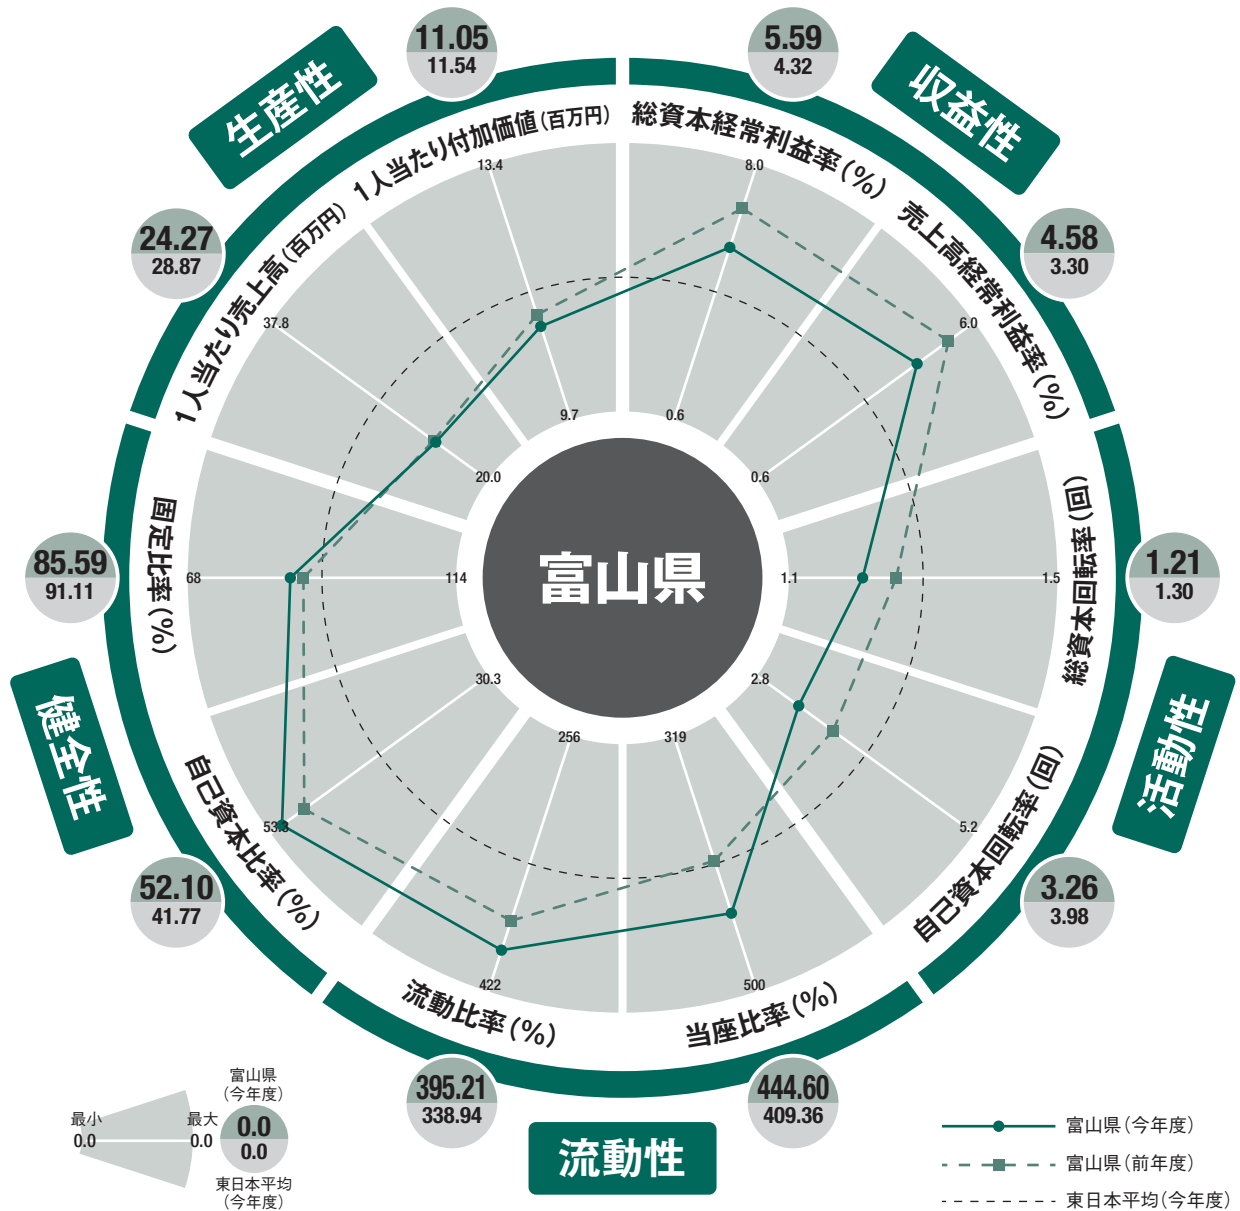 富山県
収益性
5.59
4.32
総資本経常利益率(%)
8.0
0.6
4.58
3.30
売上高経常利益率(%)
6.0
0.6
活動性
1.21
1.30
総資本回転率(回)
1.5
1.1
3.26
3.98
自己資本回転率(回)
5.2
2.8
流動性
444.60
409.36
当座比率(%)
500
319
395.21
338.94
流動比率(%)
422
256
健全性
52.10
41.77
自己資本比率(%)
53.3
30.3
85.59
91.11
固定比率(%)
68
114
生産性
24.27
28.87
1人当たり売上高(百万円)
37.8
20.0
11.05
11.54
1人当たり付加価値(百万円)
13.4
9.7
富山県
(今年度)
最小
0.0
最大
0.0
0.0
0.0
東日本平均
(今年度)
富山県(今年度)
富山県(前年度)
東日本平均(今年度)